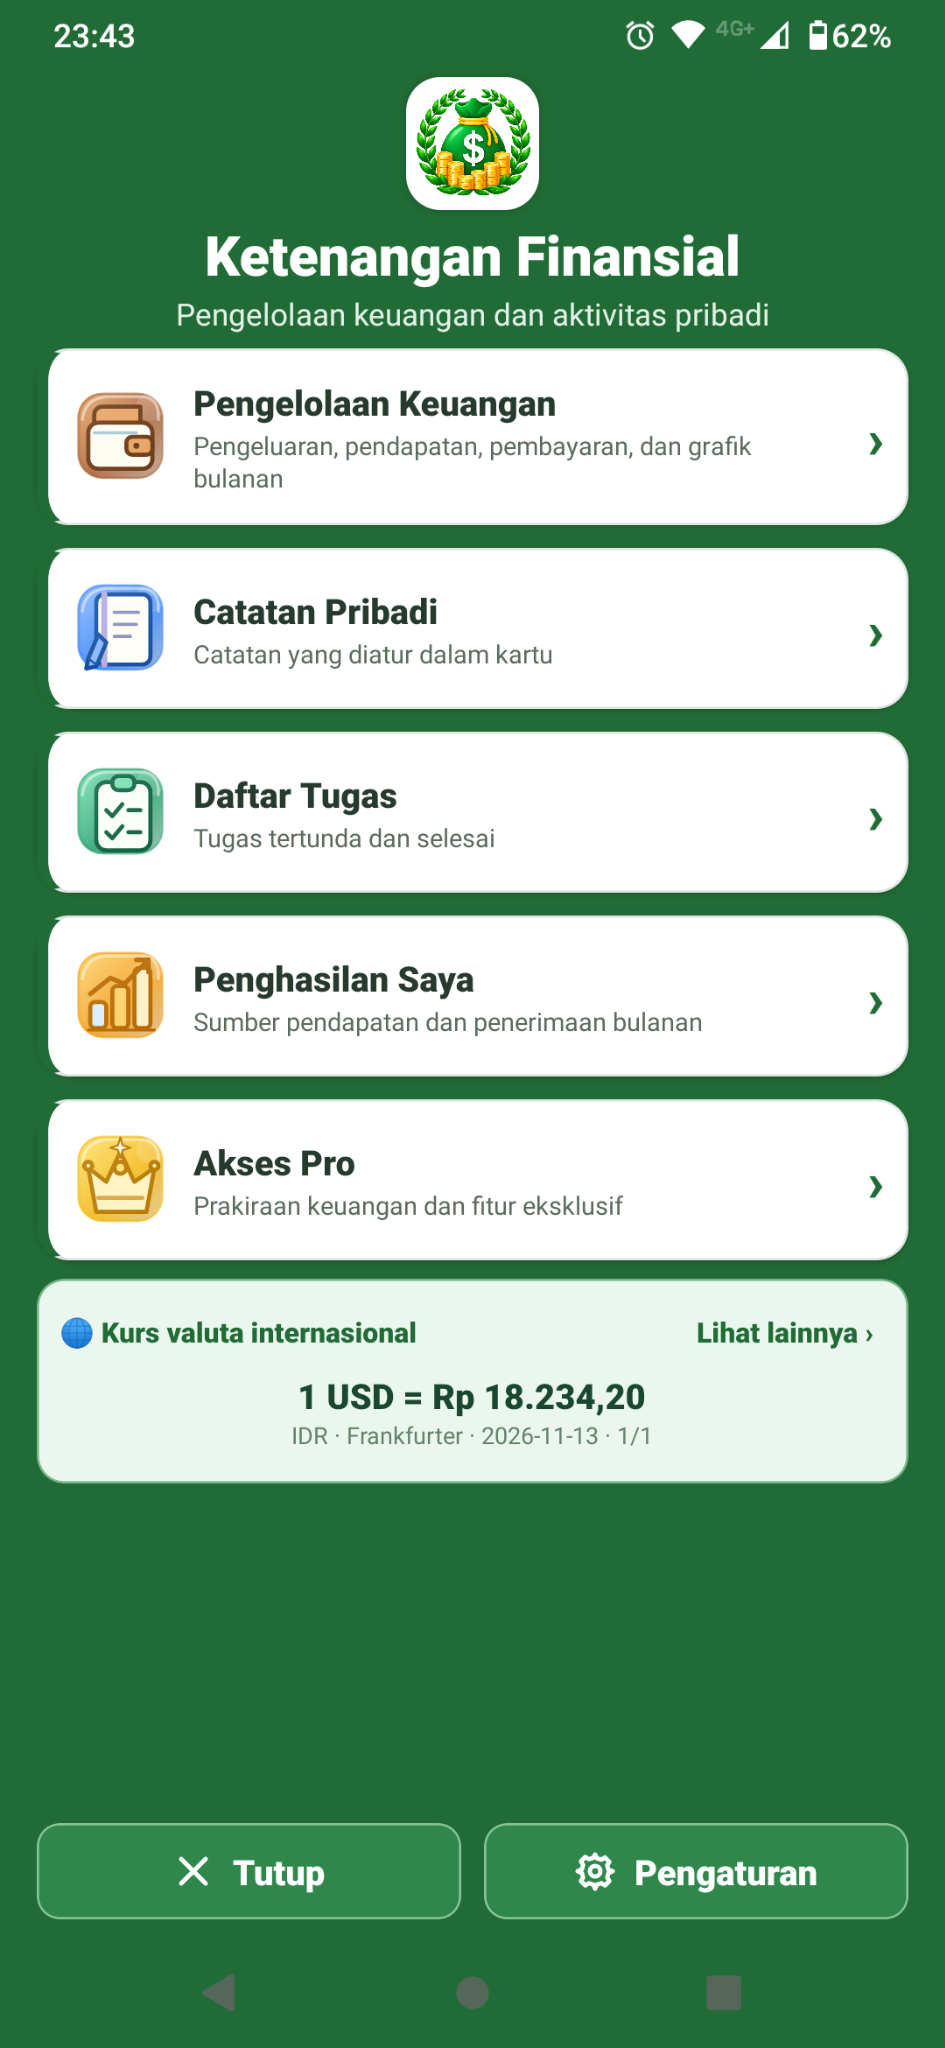 23:43
4G+
62%
$
Ketenangan Finansial
Pengelolaan keuangan dan aktivitas pribadi
Pengelolaan Keuangan
Pengeluaran, pendapatan, pembayaran, dan grafik
bulanan
›
Catatan Pribadi
Catatan yang diatur dalam kartu
›
Daftar Tugas
Tugas tertunda dan selesai
›
Penghasilan Saya
Sumber pendapatan dan penerimaan bulanan
›
Akses Pro
Prakiraan keuangan dan fitur eksklusif
›
Kurs valuta internasional
Lihat lainnya ›
1 USD = Rp 18.234,20
IDR · Frankfurter · 2026-11-13 · 1/1
Tutup
Pengaturan